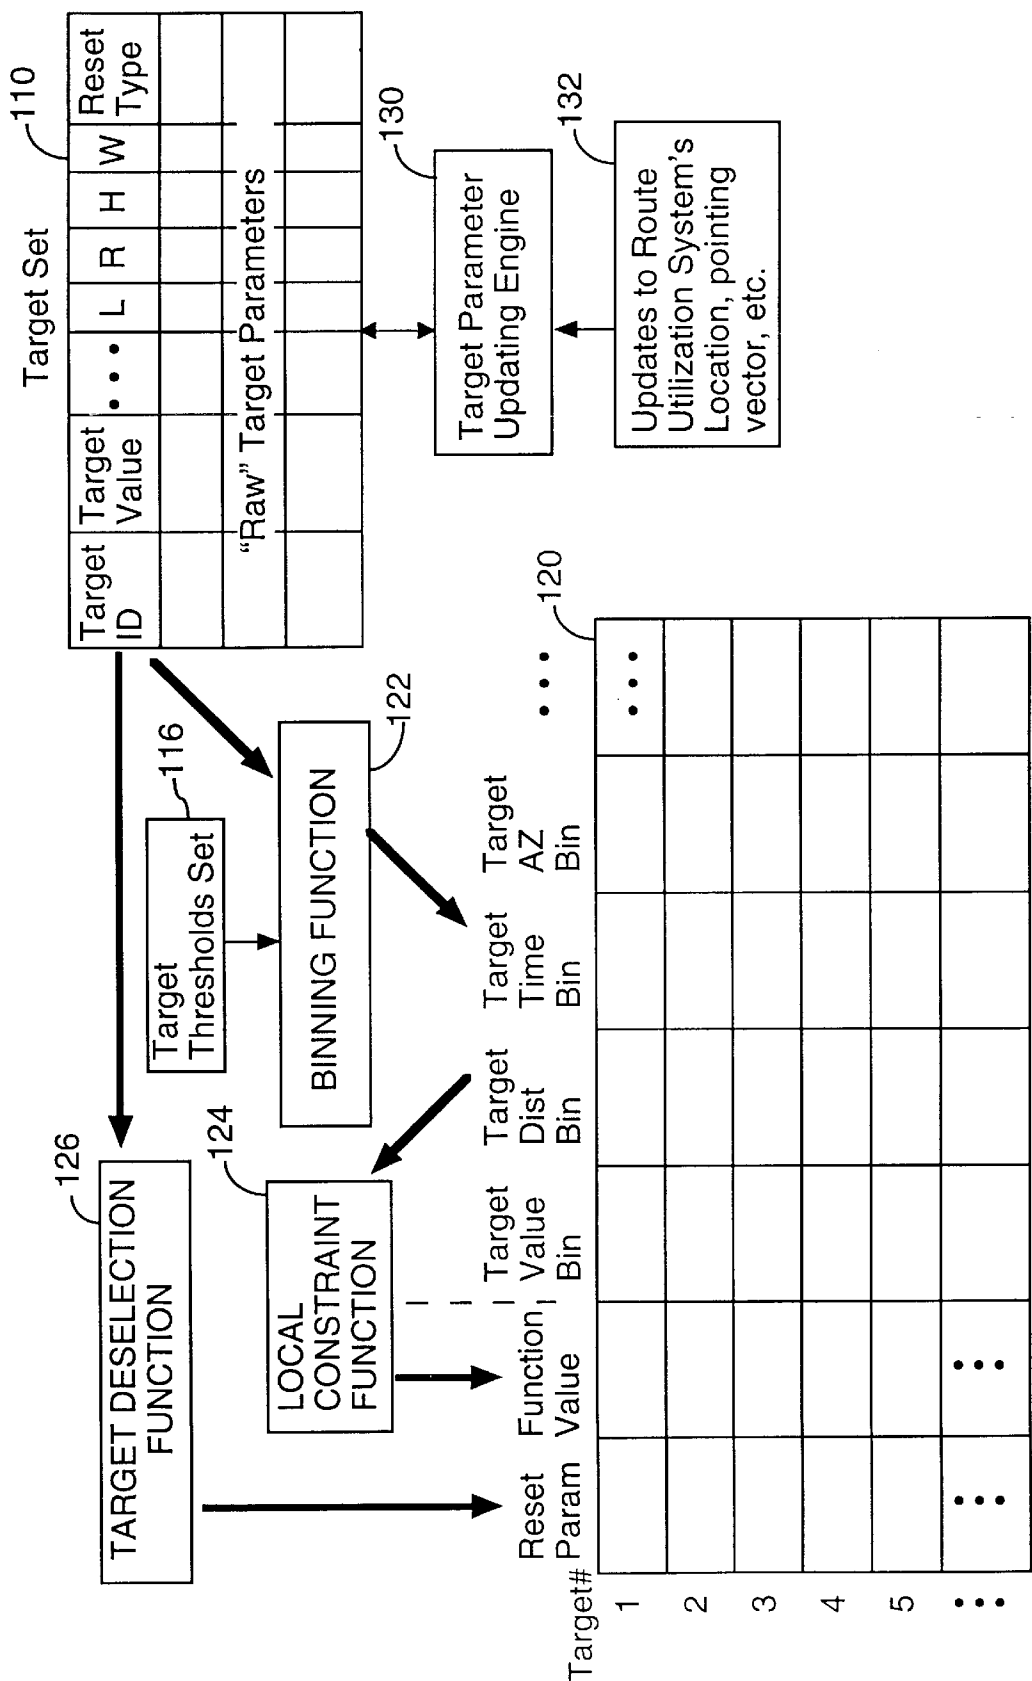 Target Set
110
Target
ID
Target
Value
• • •
L
R
H
W
Reset
Type
"Raw" Target Parameters
130
Target Parameter
Updating Engine
132
Updates to Route
Utilization System's
Location, pointing
vector, etc.
116
Target
Thresholds Set
122
BINNING FUNCTION
126
TARGET DESELECTION
FUNCTION
124
LOCAL
CONSTRAINT
FUNCTION
120
Target#
Reset
Param
Function
Value
Target
Value
Bin
Target
Dist
Bin
Target
Time
Bin
Target
AZ
Bin
• • •
1
• • •
2
3
4
5
• • •
• • •
• • •